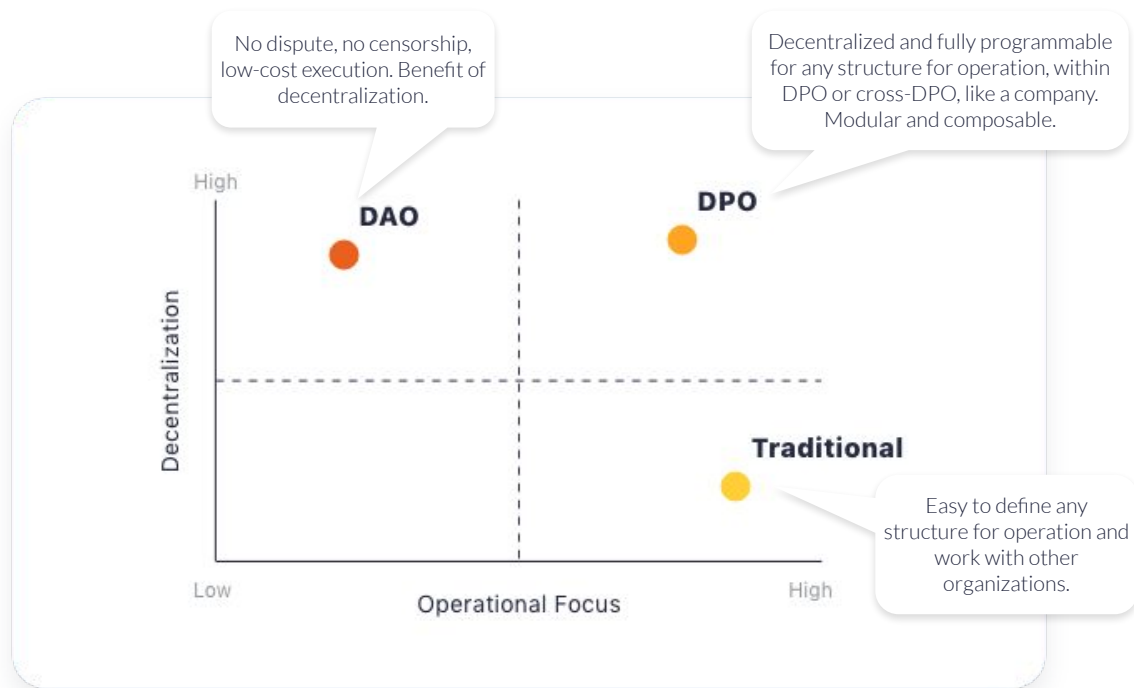 No dispute, no censorship,
low-cost execution. Benefit of
decentralization.
Decentralized and fully programmable
for any structure for operation, within
DPO or cross-DPO, like a company.
Modular and composable.
High
DAO
DPO
Decentralization
Traditional
Easy to define any
structure for operation and
work with other
organizations.
Low
Operational Focus
High